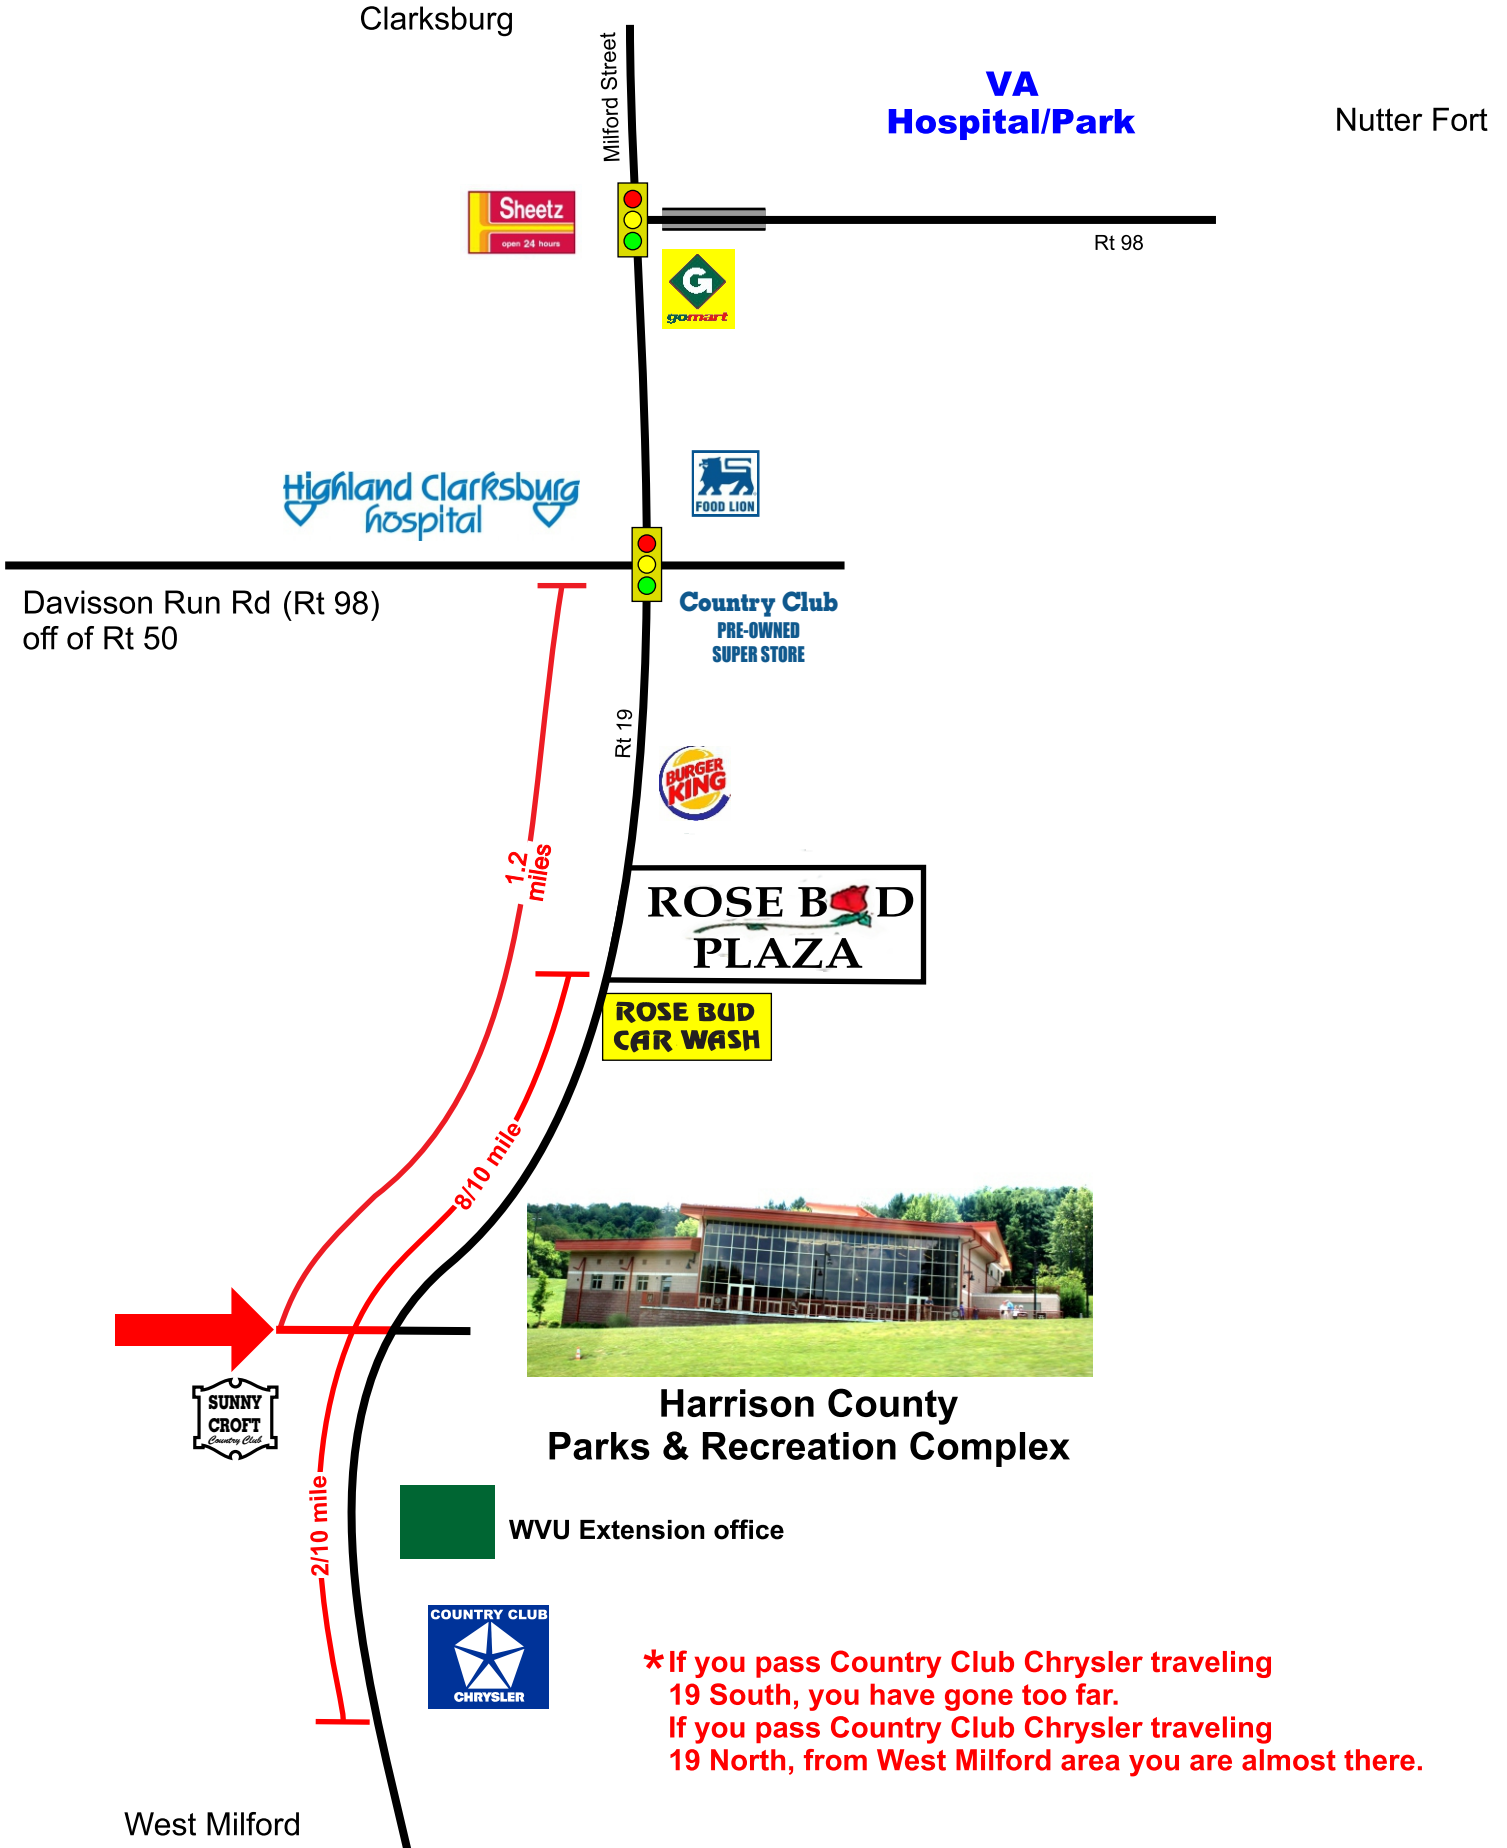 Clarksburg
Milford Street
VA
Hospital/Park
Nutter Fort
Sheetz
open 24 hours
Rt 98
G
gomart
Highland Clarksburg
hospital
FOOD LION
Davisson Run Rd (Rt 98)
off of Rt 50
Country Club
PRE-OWNED
SUPER STORE
Rt 19
BURGER
KING
1.2
miles
ROSE BUD
PLAZA
ROSE BUD
CAR WASH
8/10 mile
SUNNY
CROFT
Country Club
Harrison County
Parks & Recreation Complex
2/10 mile
WVU Extension office
COUNTRY CLUB
CHRYSLER
*If you pass Country Club Chrysler traveling
19 South, you have gone too far.
If you pass Country Club Chrysler traveling
19 North, from West Milford area you are almost there.
West Milford